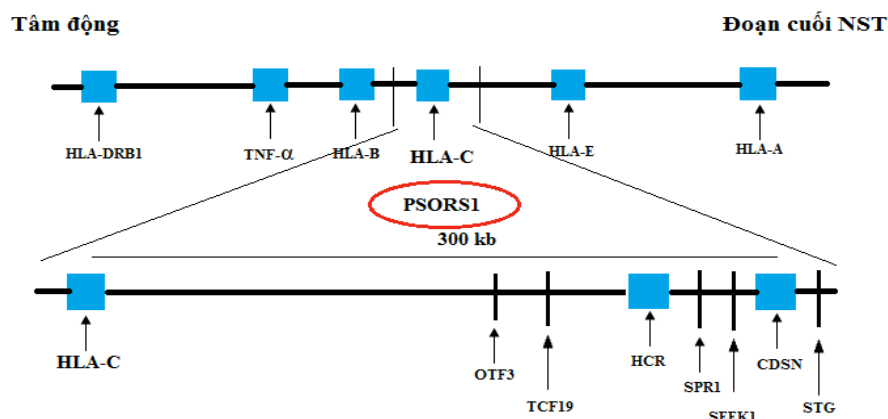 Tâm động
Đoạn cuối NST
HLA-DRB1
TNF-α
HLA-B
HLA-C
HLA-E
HLA-A
PSORS1
300 kb
HLA-C
OTF3
TCF19
HCR
SPR1
SEEK1
CDSN
STG